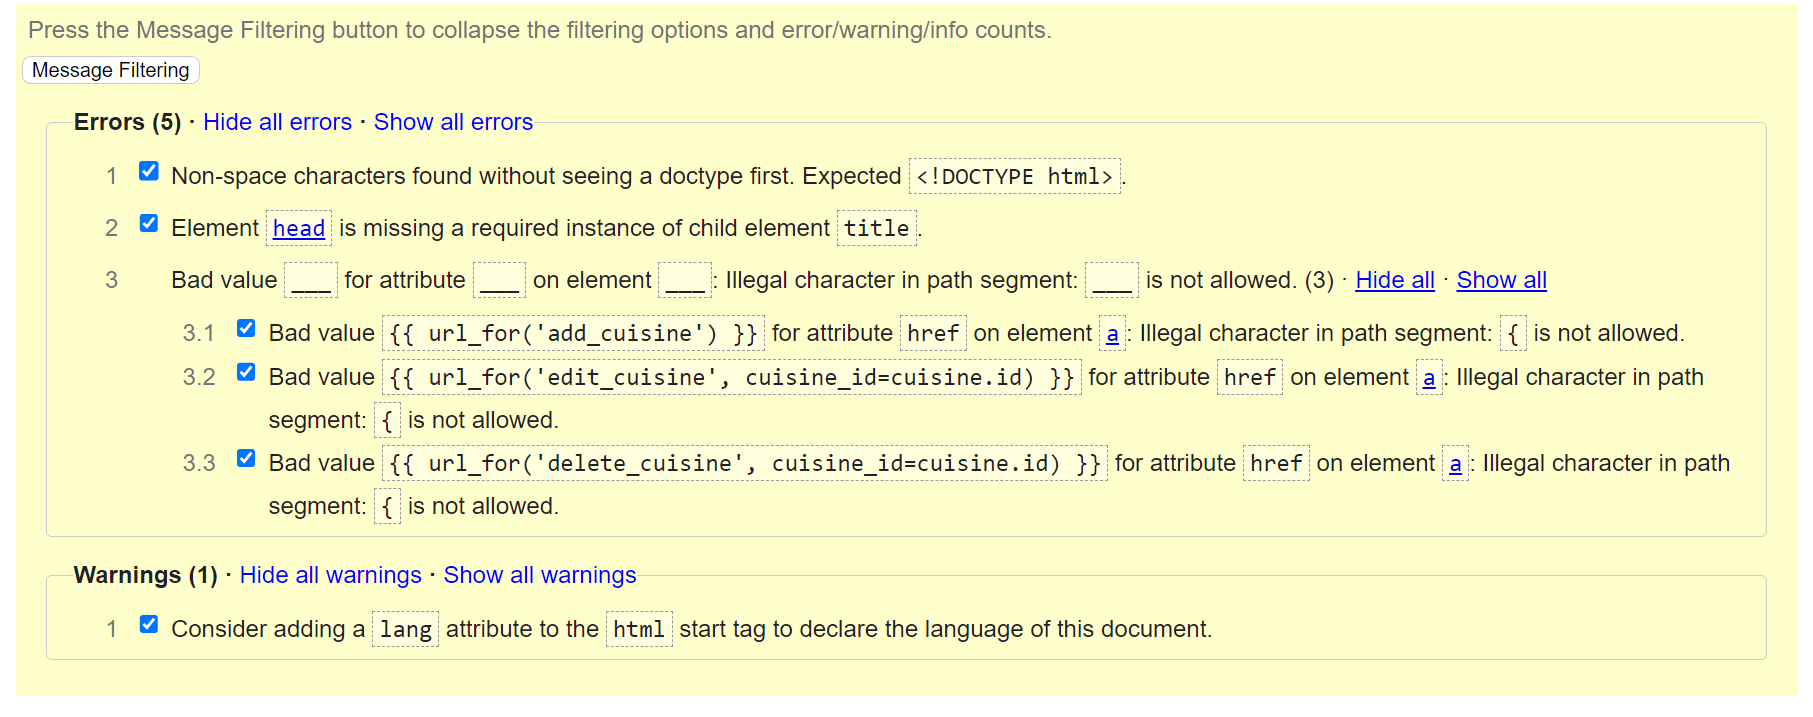 Press the Message Filtering button to collapse the filtering options and error/warning/info counts.
Message Filtering
Errors (5) · Hide all errors · Show all errors
1 Non-space characters found without seeing a doctype first. Expected <!DOCTYPE html>.
2 Element head is missing a required instance of child element title.
3 Bad value ___ for attribute ___ on element ___: Illegal character in path segment: ___ is not allowed. (3) · Hide all · Show all
3.1 Bad value {{ url_for('add_cuisine') }} for attribute href on element a: Illegal character in path segment: { is not allowed.
3.2 Bad value {{ url_for('edit_cuisine', cuisine_id=cuisine.id) }} for attribute href on element a: Illegal character in path
segment: { is not allowed.
3.3 Bad value {{ url_for('delete_cuisine', cuisine_id=cuisine.id) }} for attribute href on element a: Illegal character in path
segment: { is not allowed.
Warnings (1) · Hide all warnings · Show all warnings
1 Consider adding a lang attribute to the html start tag to declare the language of this document.